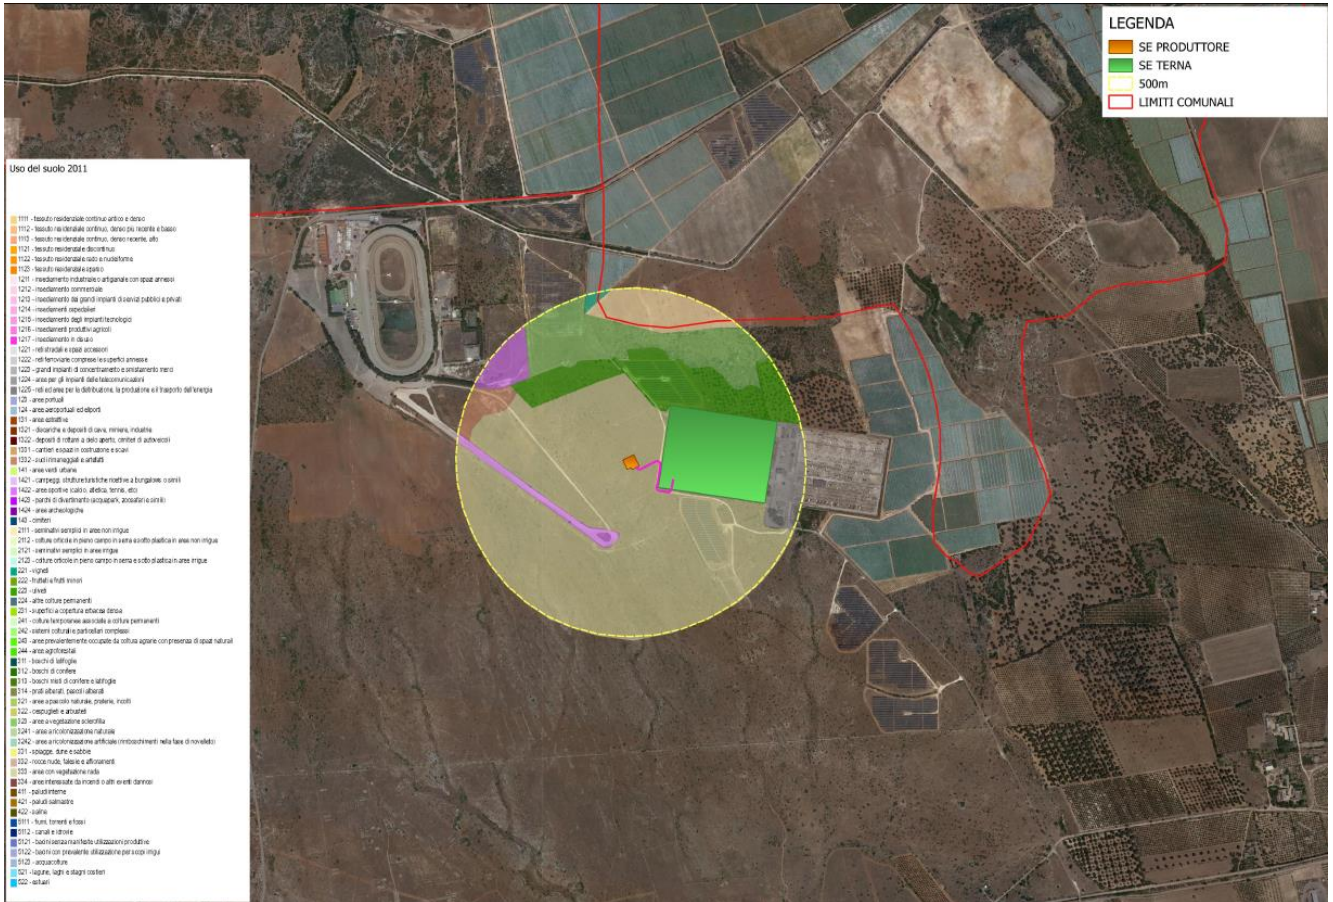 LEGENDA
SE PRODUTTORE
SE TERNA
500m
LIMITI COMUNALI
Uso del suolo 2011
1111 - tessuto residenziale continuo antico e denso
1112 - tessuto residenziale continuo, denso più recente e basso
1113 - tessuto residenziale continuo, denso recente, alto
1121 - tessuto residenziale discontinuo
1122 - tessuto residenziale rado e nucleiforme
1123 - tessuto residenziale sparso
1211 - insediamento industriale o artigianale con spazi annessi
1212 - insediamento commerciale
1213 - insediamento dei grandi impianti di servizi pubblici e privati
1214 - insediamenti ospedalieri
1215 - insediamento degli impianti tecnologici
1216 - insediamenti produttivi agricoli
1217 - insediamento in disuso
1221 - reti stradali e spazi accessori
1222 - reti ferroviarie comprese le superfici annesse
1223 - grandi impianti di concentramento e smistamento merci
1224 - aree per gli impianti delle telecomunicazioni
1225 - reti ed aree per la distribuzione, la produzione e il trasporto dell'energia
123 - aree portuali
124 - aree aeroportuali ed eliporti
131 - aree estrattive
1321 - discariche e depositi di cave, miniere, industrie
1322 - depositi di rottami a cielo aperto, cimiteri di autoveicoli
1331 - cantieri e spazi in costruzione e scavi
1332 - suoli rimaneggiati e artefatti
141 - aree verdi urbane
1421 - campeggi, strutture turistiche ricettive a bungalows o simili
1422 - aree sportive (calcio, atletica, tennis, etc)
1423 - parchi di divertimento (acquapark, zoosafari e simili)
1424 - aree archeologiche
143 - cimiteri
2111 - seminativi semplici in aree non irrigue
2112 - colture orticole in pieno campo in serra e sotto plastica in aree non irrigue
2121 - seminativi semplici in aree irrigue
2123 - colture orticole in pieno campo in serra e sotto plastica in aree irrigue
221 - vigneti
222 - frutteti e frutti minori
223 - uliveti
224 - altre colture permanenti
231 - superfici a copertura erbacea densa
241 - colture temporanee associate a colture permanenti
242 - sistemi colturali e particellari complessi
243 - aree prevalentemente occupate da coltura agrarie con presenza di spazi naturali
244 - aree agroforestali
311 - boschi di latifoglie
312 - boschi di conifere
313 - boschi misti di conifere e latifoglie
314 - prati alberati, pascoli alberati
321 - aree a pascolo naturale, praterie, incolti
322 - cespuglieti e arbusteti
323 - aree a vegetazione sclerofilla
3241 - aree a ricolonizzazione naturale
3242 - aree a ricolonizzazione artificiale (rimboschimenti nella fase di novelleto)
331 - spiagge, dune e sabbie
332 - rocce nude, falesie e affioramenti
333 - aree con vegetazione rada
334 - aree interessate da incendi o altri eventi dannosi
411 - paludi interne
421 - paludi salmastre
422 - saline
5111 - fiumi, torrenti e fossi
5112 - canali e idrovie
5121 - bacini senza manifeste utilizzazioni produttive
5122 - bacini con prevalente utilizzazione per scopi irrigui
5123 - acquacolture
521 - lagune, laghi e stagni costieri
522 - estuari